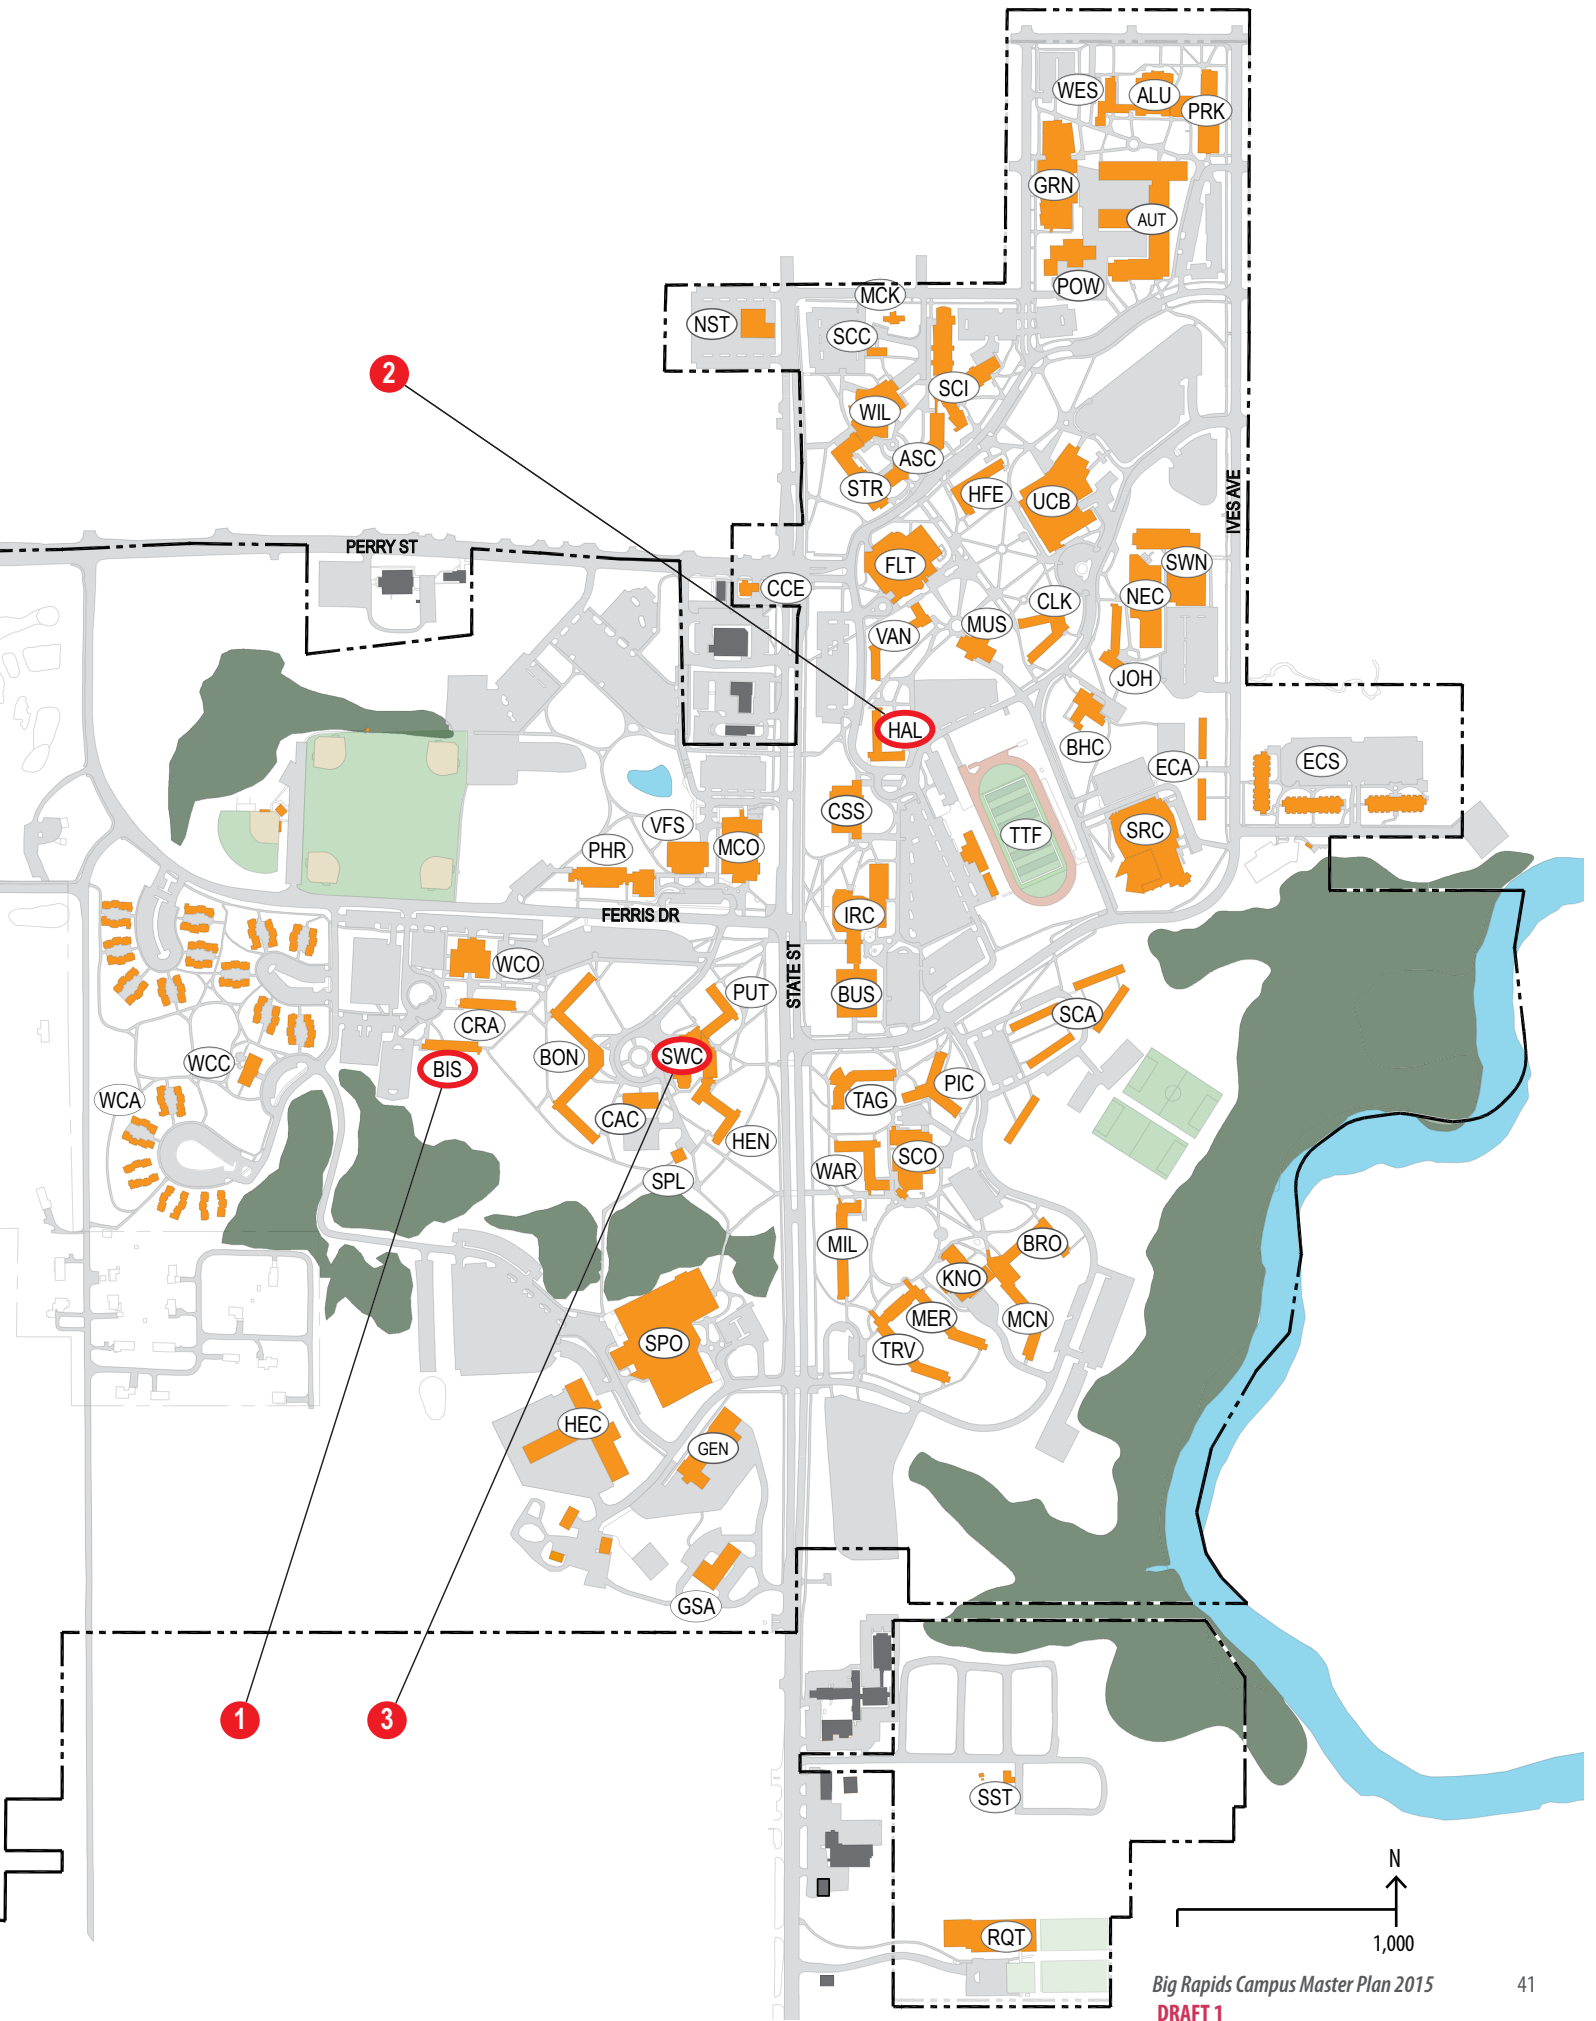 WES
ALU
PRK
GRN
AUT
POW
MCK
NST
SCC
2
SCI
WIL
ASC
STR
HFE
UCB
IVES AVE
PERRY ST
FLT
SWN
CCE
NEC
CLK
VAN
MUS
JOH
HAL
BHC
ECA
ECS
CSS
VFS
MCO
TTF
SRC
PHR
FERRIS DR
IRC
WCO
STATE ST
PUT
BUS
CRA
SCA
BON
SWC
WCC
BIS
PIC
WCA
TAG
CAC
HEN
SCO
WAR
SPL
MIL
BRO
KNO
SPO
MER
MCN
TRV
HEC
GEN
GSA
1
3
SST
N
RQT
1,000
Big Rapids Campus Master Plan 2015 41
DRAFT 1